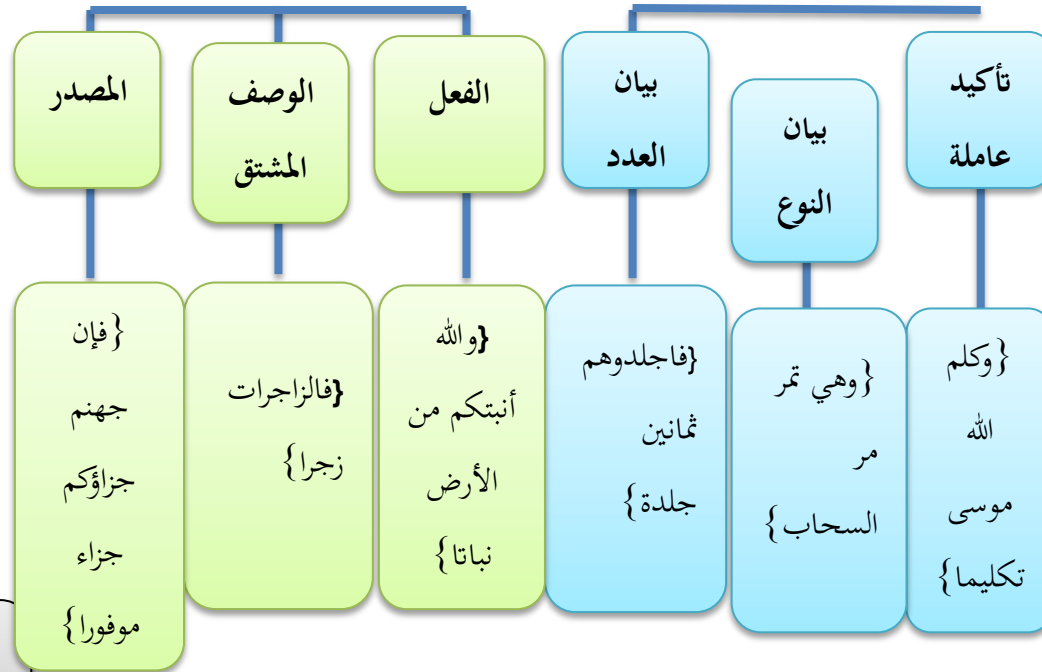 تأكيد
عاملة
بيان
النوع
بيان
العدد
الفعل
الوصف
المشتق
المصدر
{وكلم
الله
موسى
تكليما}
{وهي تمر
مر
السحاب}
{فاجلدوهم
ثمانين
جلدة}
{والله
أنبتكم من
الأرض
نباتا}
{فالزاجرات
زجرا}
{فإن
جهنم
جزاؤكم
جزاء
موفورا}